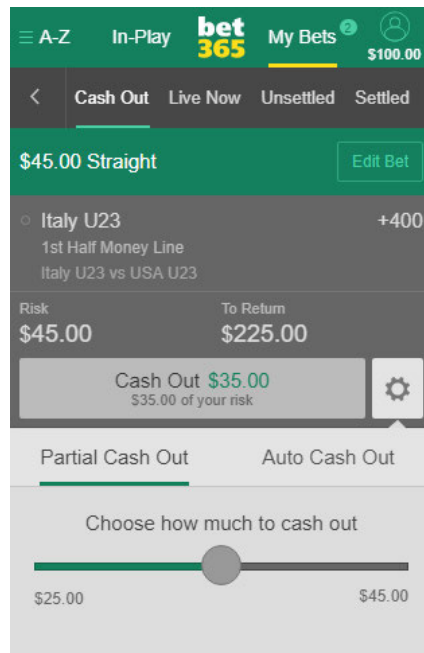 A-Z In-Play bet365 My Bets 2
$100.00
Cash Out Live Now Unsettled Settled
$45.00 Straight Edit Bet
Italy U23 +400
1st Half Money Line
Italy U23 vs USA U23
Risk To Return
$45.00 $225.00
Cash Out $35.00
$35.00 of your risk
Partial Cash Out Auto Cash Out
Choose how much to cash out
$25.00 $45.00